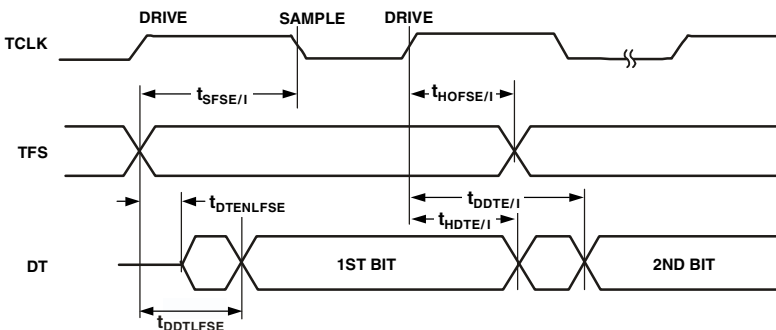 DRIVE SAMPLE DRIVE
TCLK
tSFSE/I tHOFSE/I
TFS
tDDTE/I
tDTENLFSE
tHDTE/I
DT 1ST BIT 2ND BIT
tDDTLFSE